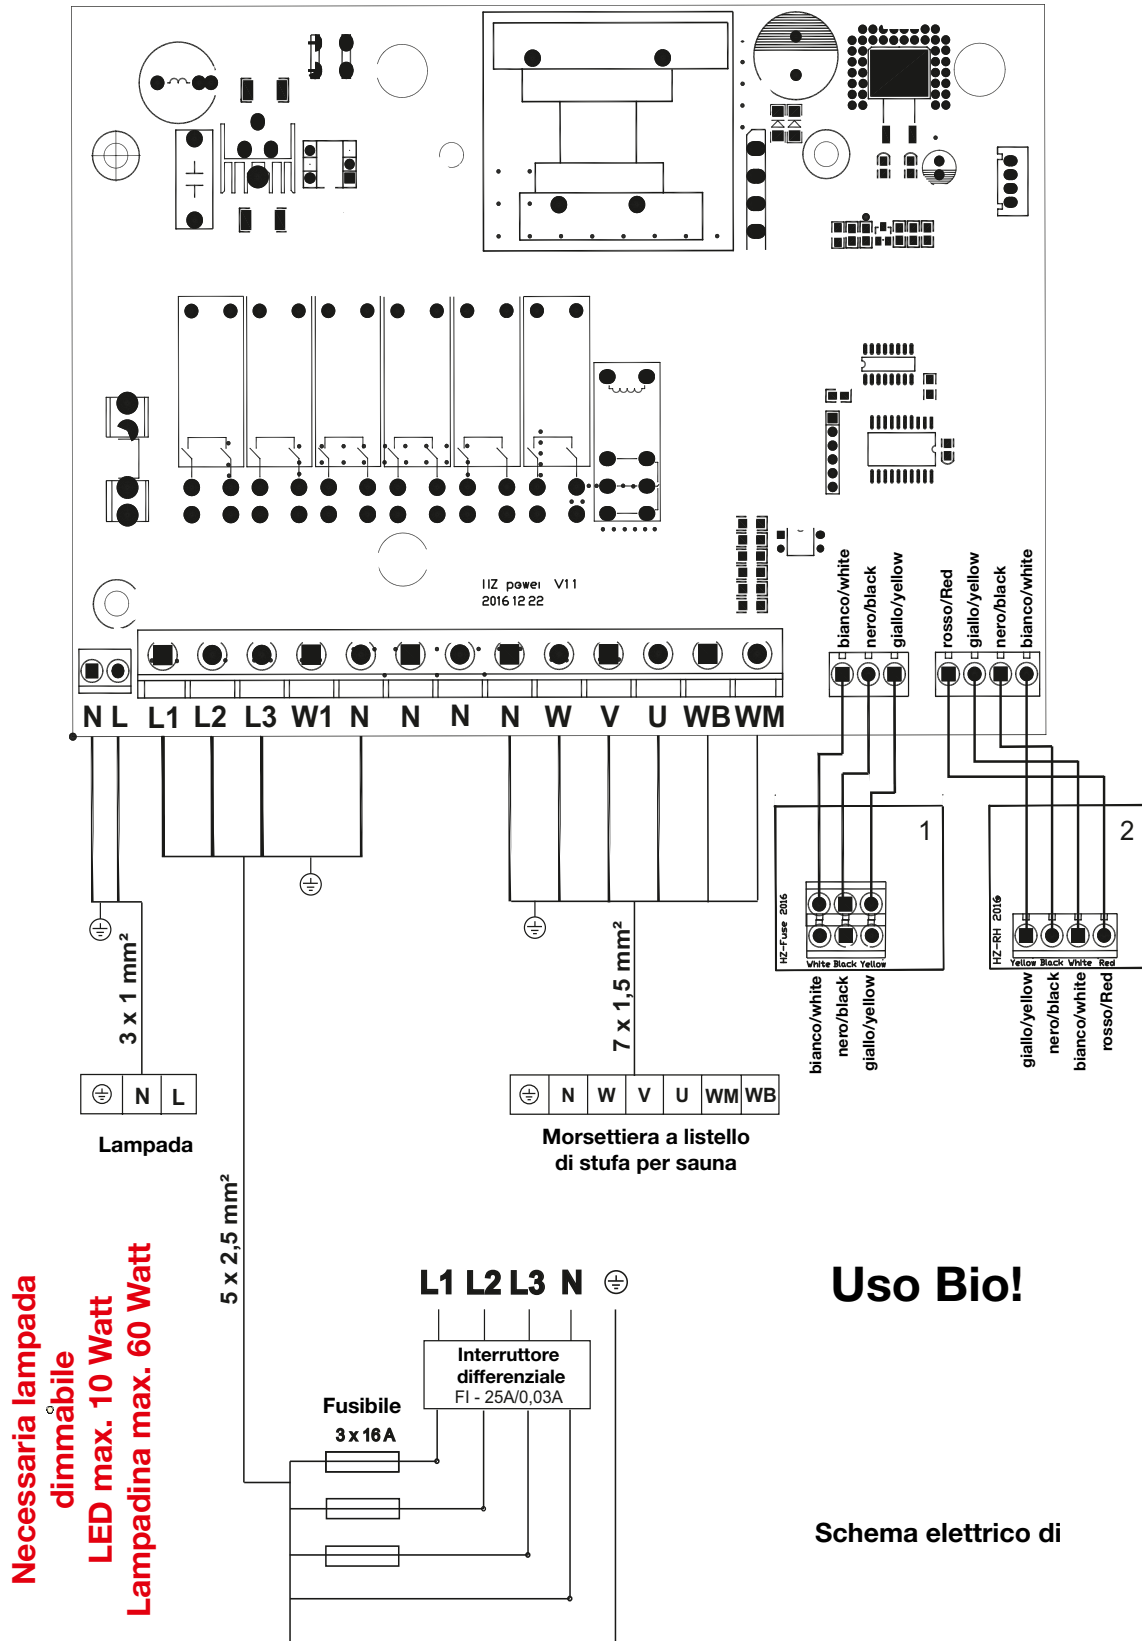 IIZ power V11
2016 12 22
bianco/white
nero/black
giallo/yellow
rosso/Red
giallo/yellow
nero/black
bianco/white
N L L1 L2 L3 W1 N N N N W V U WB WM
1
HZ-Fuse 2016
White Black Yellow
bianco/white
nero/black
giallo/yellow
2
HZ-RH 2016
Yellow Black White Red
giallo/yellow
nero/black
bianco/white
rosso/Red
3 x 1 mm²
N L
Lampada
7 x 1,5 mm²
N W V U WM WB
Morsettiera a listello
di stufa per sauna
5 x 2,5 mm²
L1 L2 L3 N
Interruttore
differenziale
FI - 25A/0,03A
Fusibile
3 x 16 A
Necessaria lampada
dimmabile
LED max. 10 Watt
Lampadina max. 60 Watt
Uso Bio!
Schema elettrico di